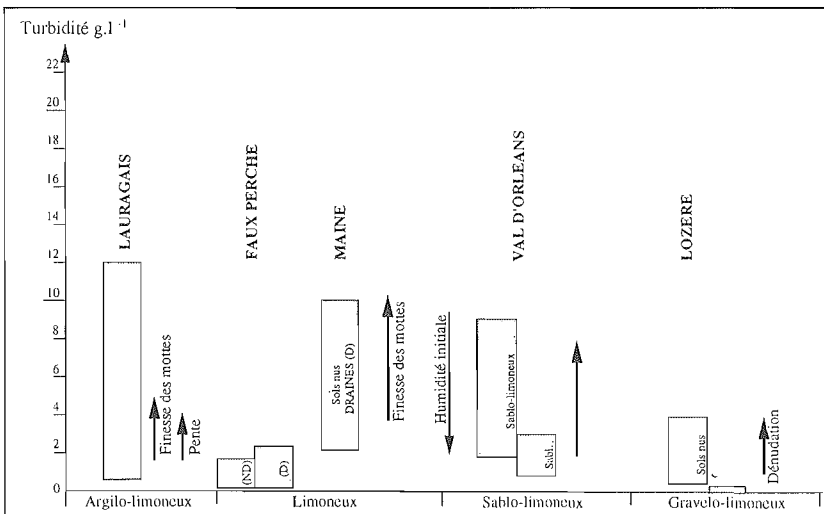 Turbidité g.l⁻¹
22
20
18
16
14
12
10
8
6
4
2
0
LAURAGAIS
FAUX PERCHE
MAINE
VAL D'ORLEANS
LOZERE
Finesse des mottes
Pente
(ND)
(D)
Sols nus
DRAINES (D)
Finesse des mottes
Humidité initiale
Sablo-limoneux
Sabl..
Sols nus
Dénudation
Argilo-limoneux
Limoneux
Sablo-limoneux
Gravelo-limoneux